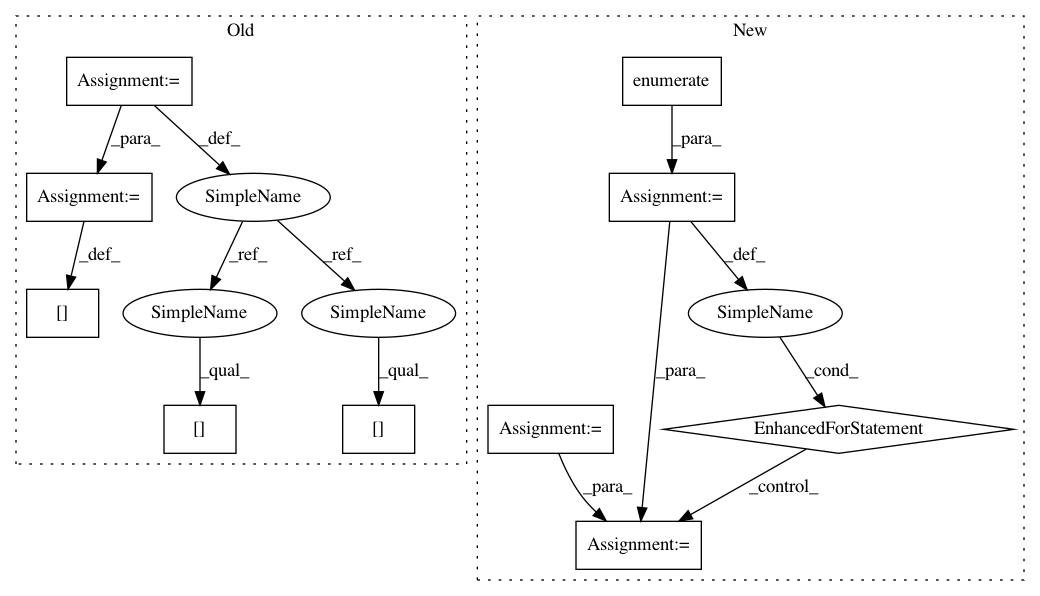 Old
New
Assignment:=
enumerate
_para_
_def_
_para_
Assignment:=
SimpleName
Assignment:=
_def_
_ref_
_ref_
_def_
[]
SimpleName
SimpleName
SimpleName
_qual_
_qual_
_para_
_cond_
[]
[]
Assignment:=
EnhancedForStatement
_para_
_control_
Assignment:=